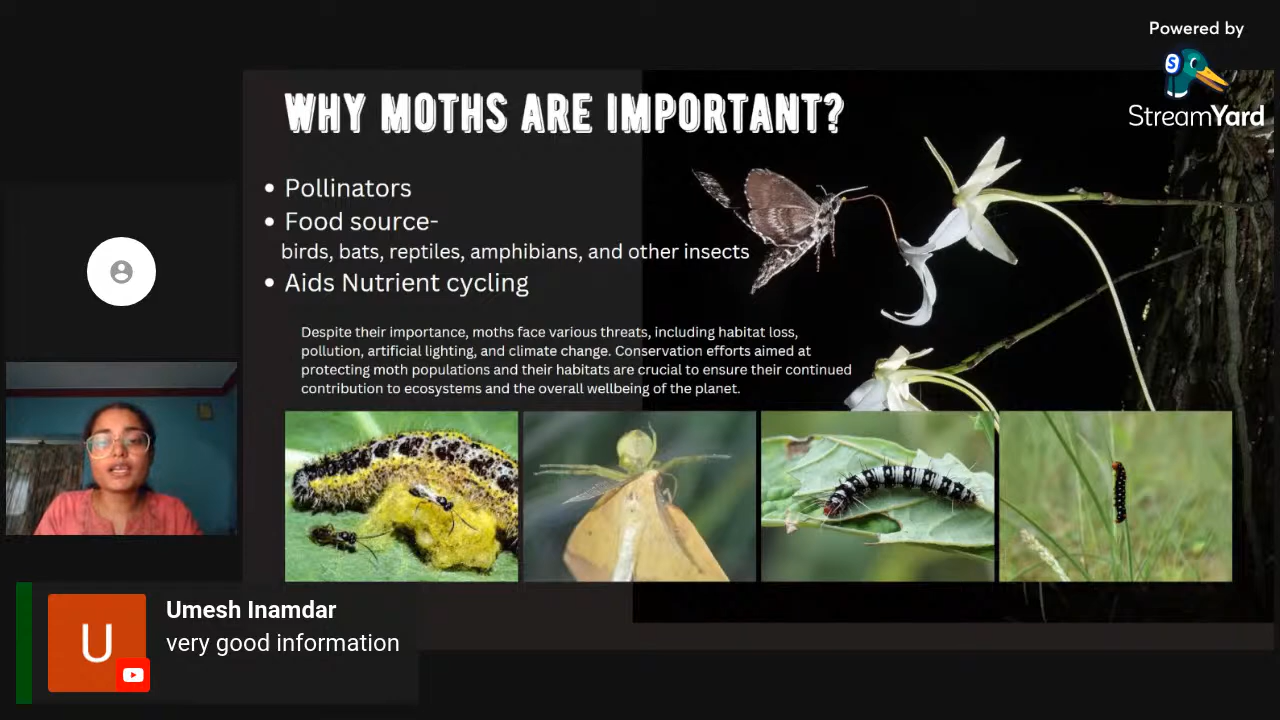 Powered by
StreamYard
WHY MOTHS ARE IMPORTANT?
• Pollinators
• Food source-
birds, bats, reptiles, amphibians, and other insects
• Aids Nutrient cycling
Despite their importance, moths face various threats, including habitat loss,
pollution, artificial lighting, and climate change. Conservation efforts aimed at
protecting moth populations and their habitats are crucial to ensure their continued
contribution to ecosystems and the overall wellbeing of the planet.
U
Umesh Inamdar
very good information